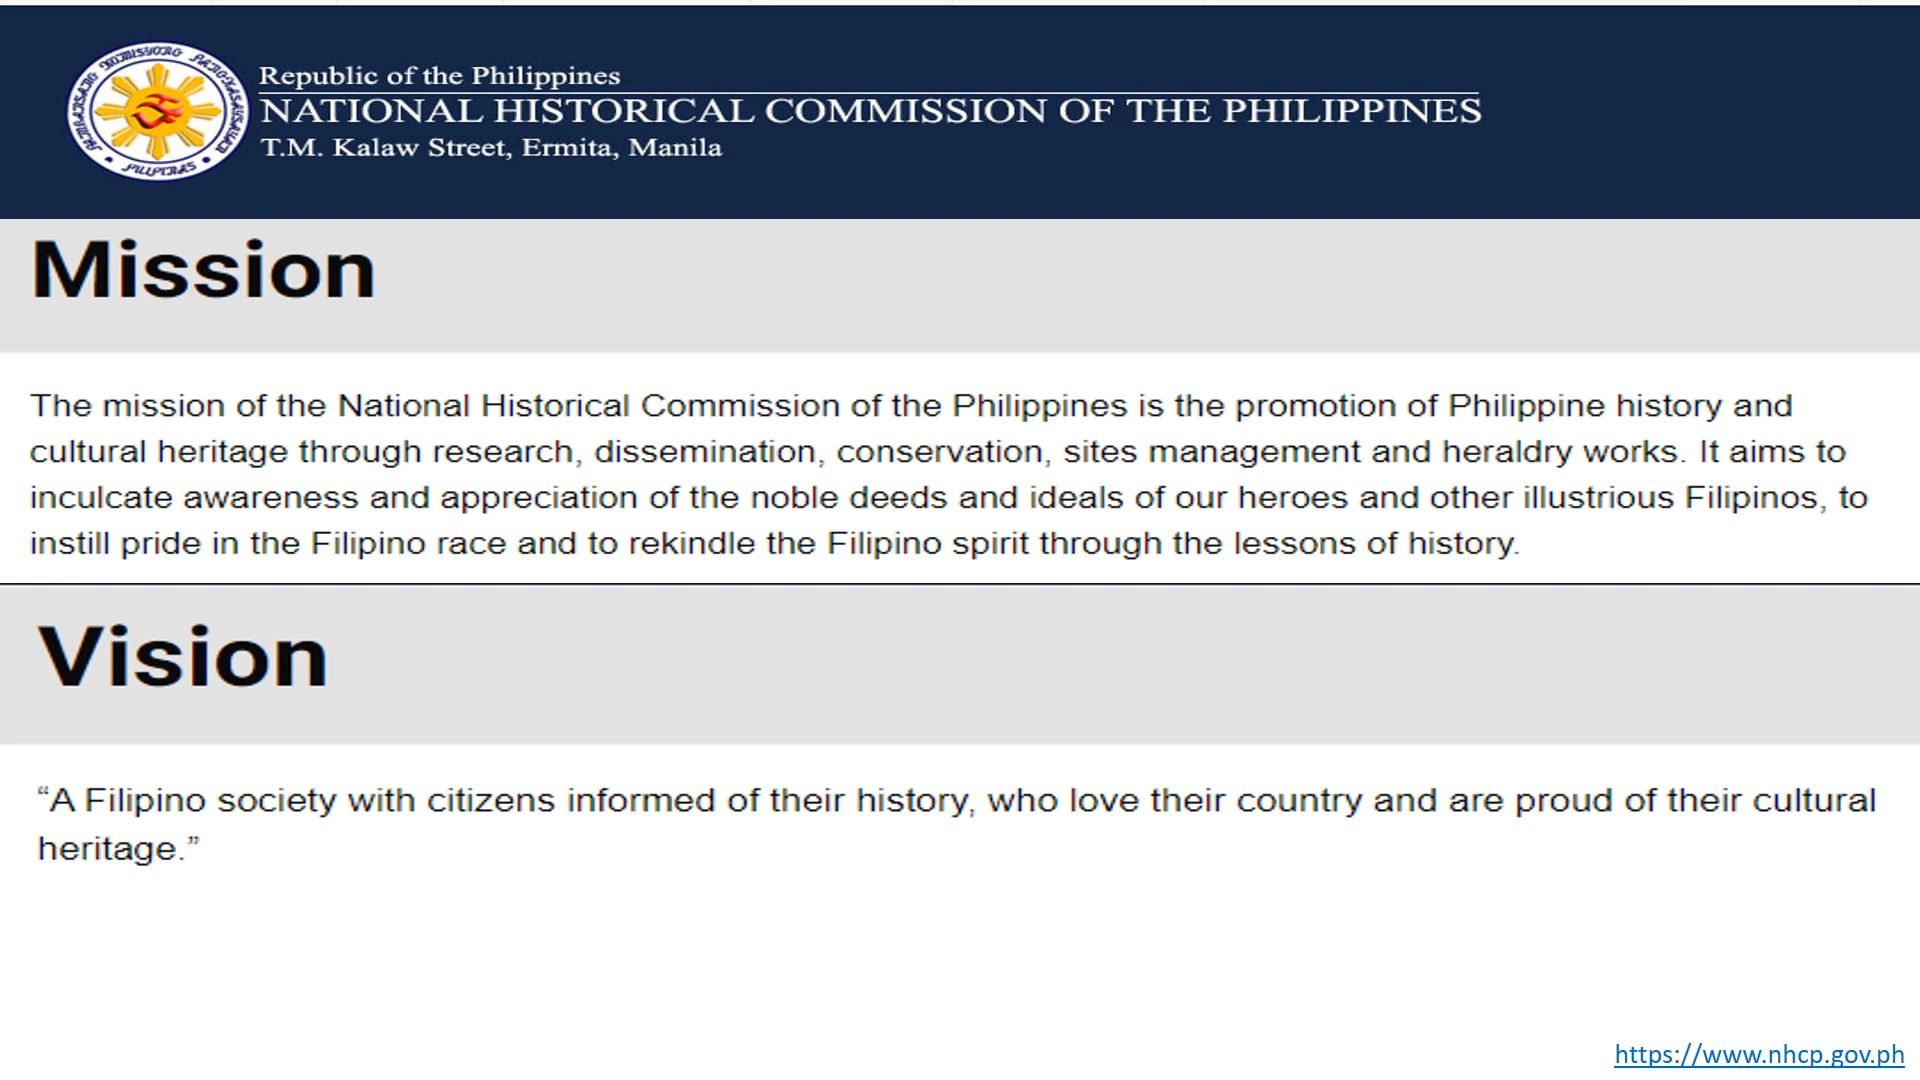 Republic of the Philippines
NATIONAL HISTORICAL COMMISSION OF THE PHILIPPINES
T.M. Kalaw Street, Ermita, Manila
Mission
The mission of the National Historical Commission of the Philippines is the promotion of Philippine history and
cultural heritage through research, dissemination, conservation, sites management and heraldry works. It aims to
inculcate awareness and appreciation of the noble deeds and ideals of our heroes and other illustrious Filipinos, to
instill pride in the Filipino race and to rekindle the Filipino spirit through the lessons of history.
Vision
“A Filipino society with citizens informed of their history, who love their country and are proud of their cultural
heritage.”
https://www.nhcp.gov.ph